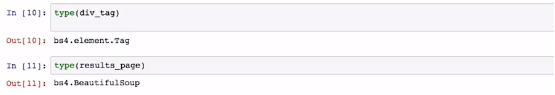 In [10]: type(div_tag)
Out[10]: bs4.element.Tag
In [11]: type(results_page)
Out[11]: bs4.BeautifulSoup